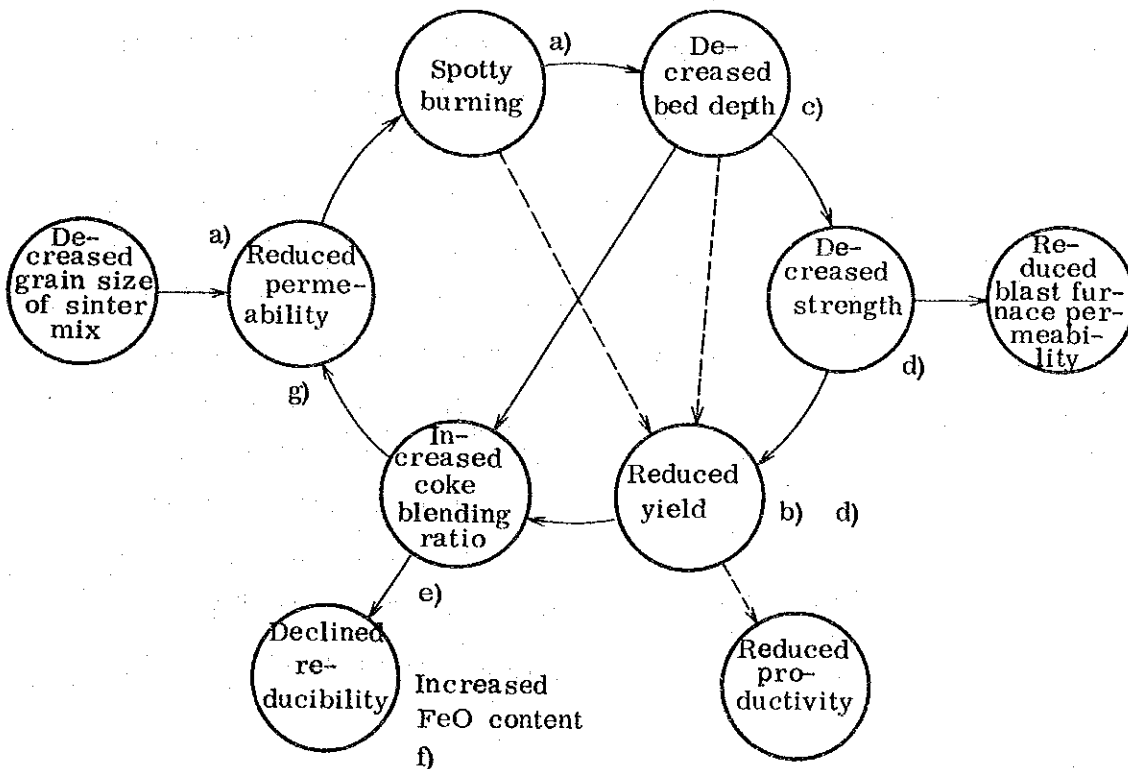 a)
Spotty
burning
De-
creased
bed depth
c)
De-
creased
grain size
of sinter
mix
a)
Reduced
perme-
ability
g)
De-
creased
strength
d)
Re-
duced
blast fur-
nace per-
meabi-
lity
In-
creased
coke
blending
ratio
e)
Reduced
yield
b) d)
Declined
re-
ducibility
Increased
FeO content
f)
Reduced
pro-
ductivity